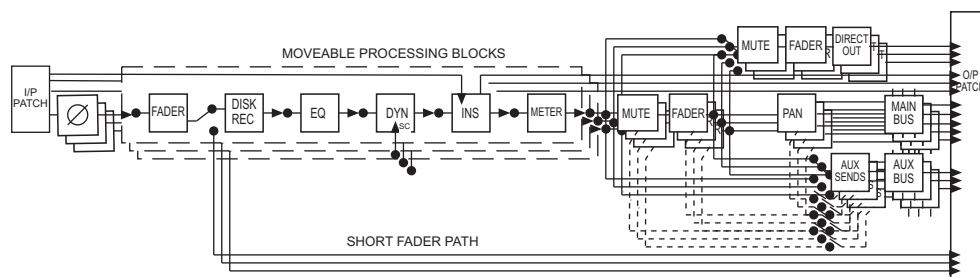 MOVEABLE PROCESSING BLOCKS
I/P
PATCH
FADER
DISK
REC
EQ
DYN
SC
INS
METER
MUTE
FADER
MUTE
FADER
DIRECT
OUT
PAN
MAIN
BUS
AUX
SENDS
AUX
BUS
O/P
PATCH
SHORT FADER PATH